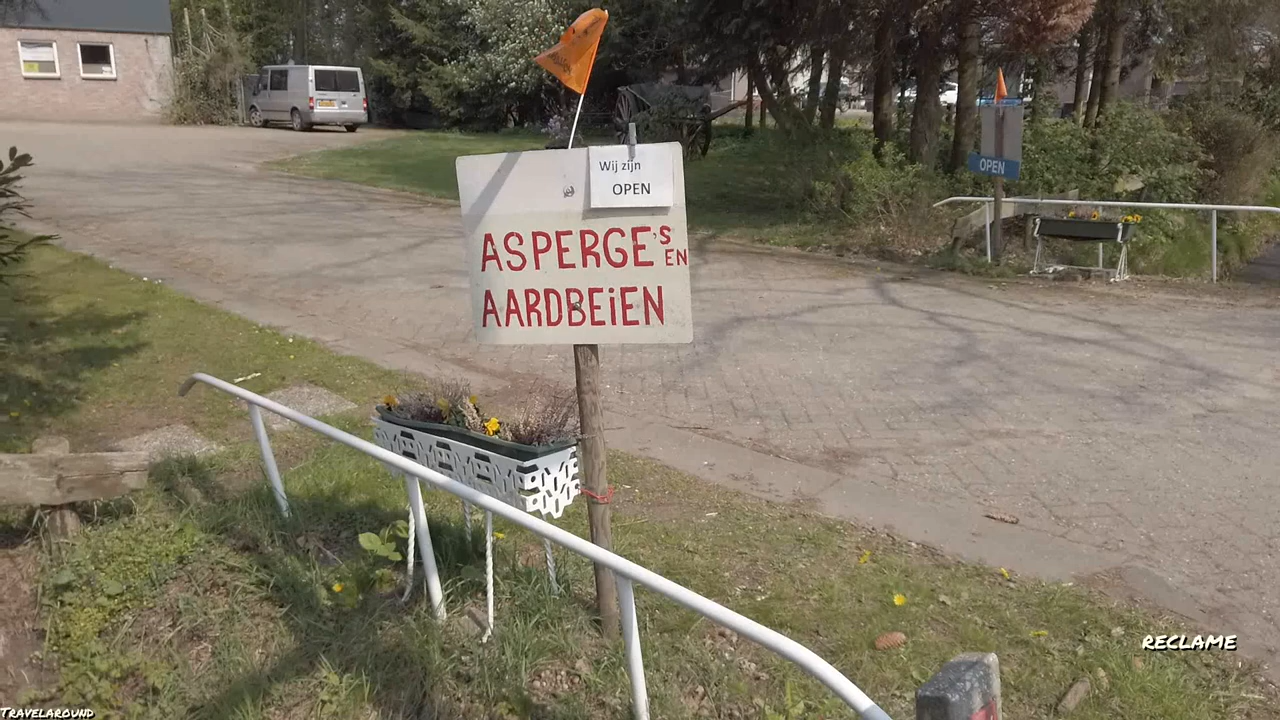 Wij zijn
OPEN
ASPERGE's EN
AARDBEiEN
OPEN
RECLAME
TRAVELAROUND